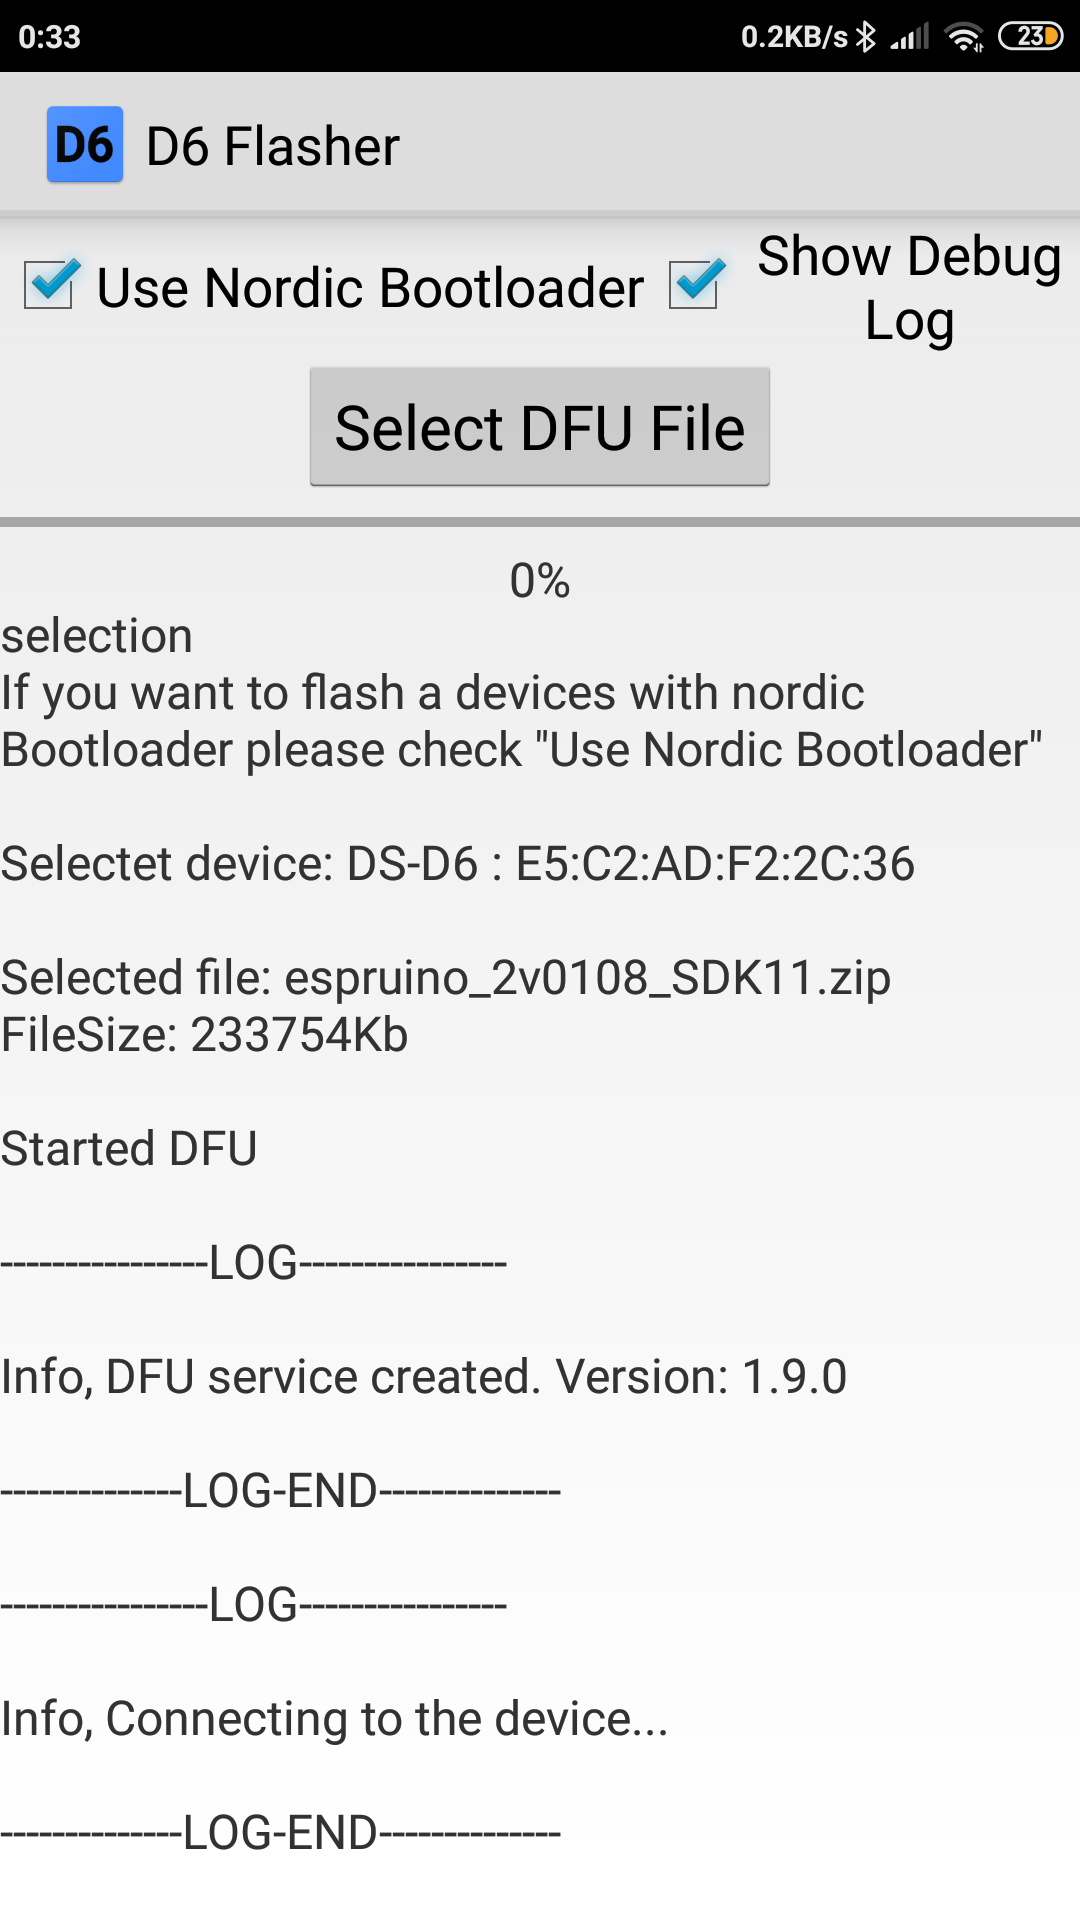 0:33 0.2KB/s 23
D6 D6 Flasher
Use Nordic Bootloader Show Debug Log
Select DFU File
0%
selection
If you want to flash a devices with nordic
Bootloader please check "Use Nordic Bootloader"
Selectet device: DS-D6 : E5:C2:AD:F2:2C:36
Selected file: espruino_2v0108_SDK11.zip
FileSize: 233754Kb
Started DFU
----------------LOG----------------
Info, DFU service created. Version: 1.9.0
--------------LOG-END--------------
----------------LOG----------------
Info, Connecting to the device...
--------------LOG-END--------------